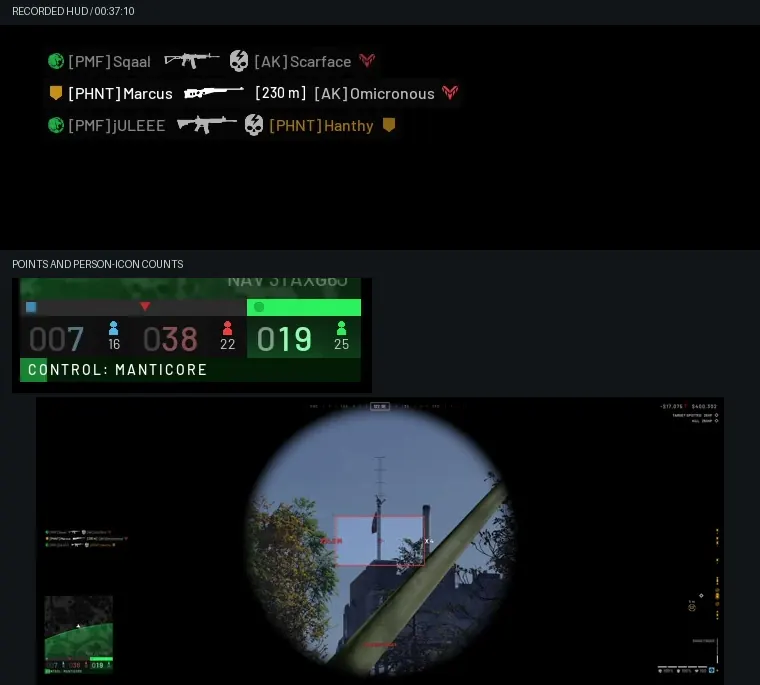 RECORDED HUD / 00:37:10
[PMF] Sqaal [AK] Scarface
[PHNT] Marcus [230 m] [AK] Omicronous
[PMF] jULEEE [PHNT] Hanthy
POINTS AND PERSON-ICON COUNTS
007 16 038 22 019 25
CONTROL: MANTICORE